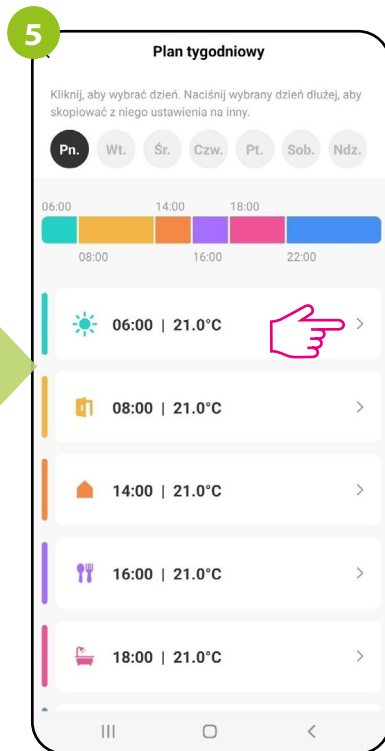 5
Plan tygodniowy
Kliknij, aby wybrać dzień. Naciśnij wybrany dzień dłużej, aby
skopiować z niego ustawienia na inny.
Pn. Wt. Śr. Czw. Pt. Sob. Ndz.
06:00 14:00 18:00
08:00 16:00 22:00
06:00 | 21.0°C
08:00 | 21.0°C
14:00 | 21.0°C
16:00 | 21.0°C
18:00 | 21.0°C